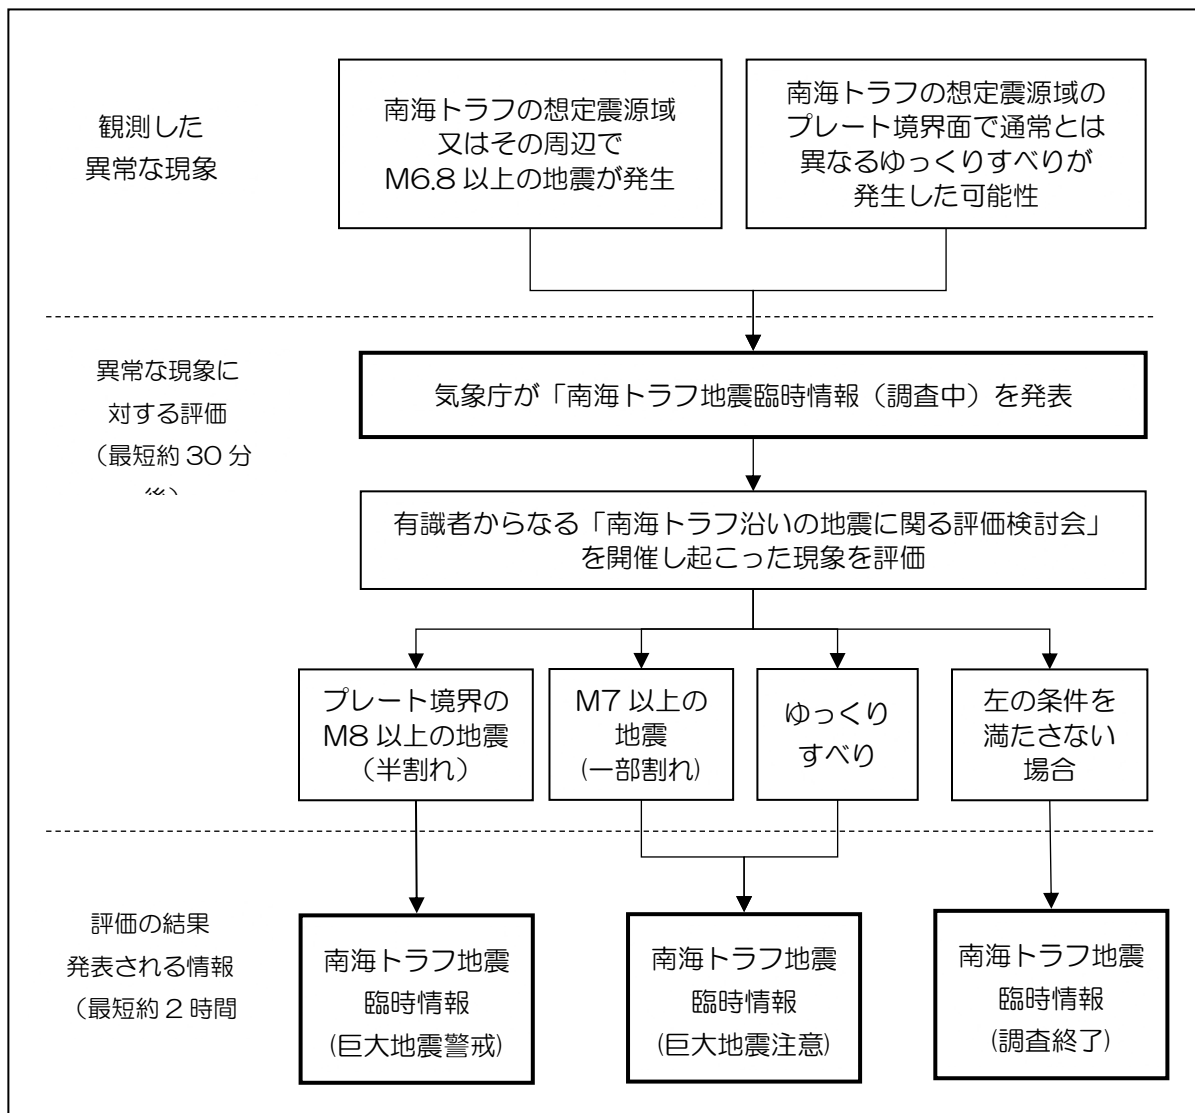 観測した
異常な現象
南海トラフの想定震源域
又はその周辺で
M6.8 以上の地震が発生
南海トラフの想定震源域の
プレート境界面で通常とは
異なるゆっくりすべりが
発生した可能性
異常な現象に
対する評価
（最短約 30 分
後）
気象庁が「南海トラフ地震臨時情報（調査中）を発表
有識者からなる「南海トラフ沿いの地震に関る評価検討会」
を開催し起こった現象を評価
プレート境界の
M8 以上の地震
（半割れ）
M7 以上の
地震
(一部割れ)
ゆっくり
すべり
左の条件を
満たさない
場合
評価の結果
発表される情報
（最短約 2 時間
南海トラフ地震
臨時情報
(巨大地震警戒)
南海トラフ地震
臨時情報
(巨大地震注意)
南海トラフ地震
臨時情報
(調査終了)